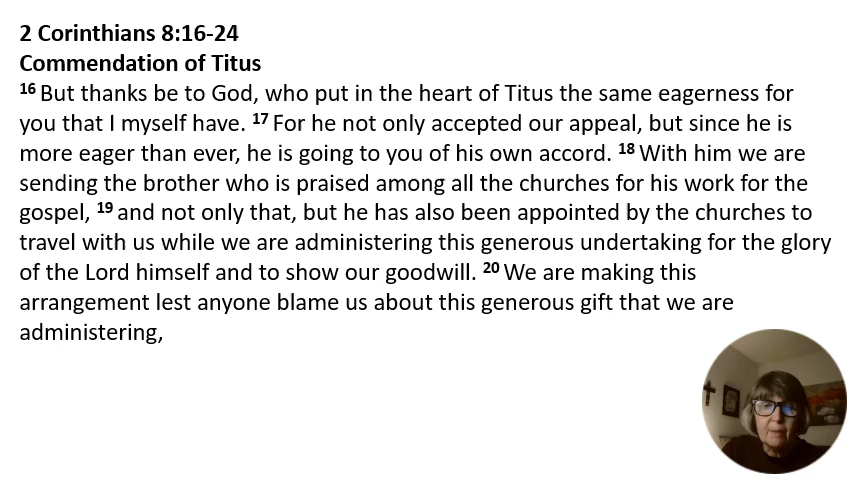 2 Corinthians 8:16-24
Commendation of Titus
16 But thanks be to God, who put in the heart of Titus the same eagerness for
you that I myself have. 17 For he not only accepted our appeal, but since he is
more eager than ever, he is going to you of his own accord. 18 With him we are
sending the brother who is praised among all the churches for his work for the
gospel, 19 and not only that, but he has also been appointed by the churches to
travel with us while we are administering this generous undertaking for the glory
of the Lord himself and to show our goodwill. 20 We are making this
arrangement lest anyone blame us about this generous gift that we are
administering,